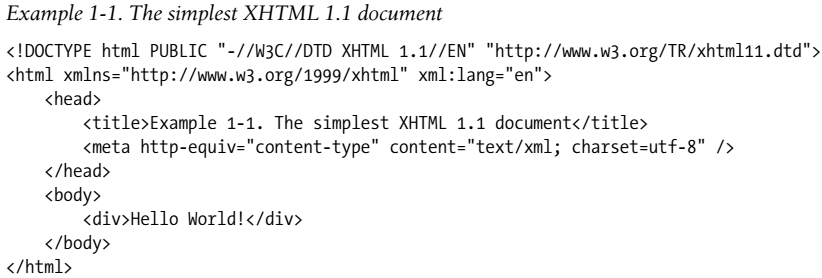 Example 1-1. The simplest XHTML 1.1 document
<!DOCTYPE html PUBLIC "-//W3C//DTD XHTML 1.1//EN" "http://www.w3.org/TR/xhtml11.dtd">
<html xmlns="http://www.w3.org/1999/xhtml" xml:lang="en">
    <head>
        <title>Example 1-1. The simplest XHTML 1.1 document</title>
        <meta http-equiv="content-type" content="text/xml; charset=utf-8" />
    </head>
    <body>
        <div>Hello World!</div>
    </body>
</html>